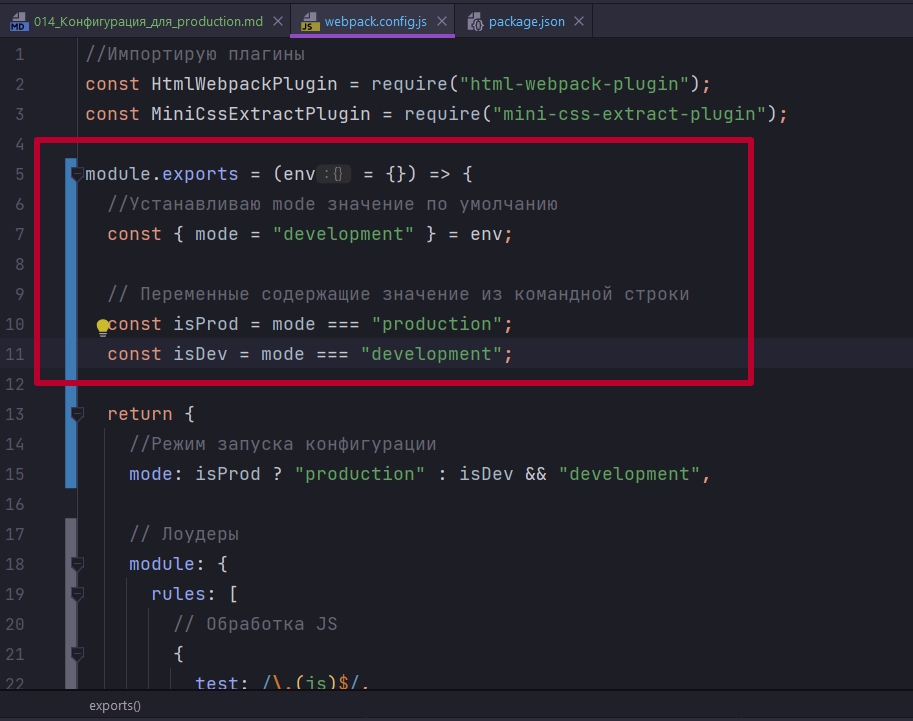 014_Конфигурация_для_production.md webpack.config.js package.json
1 //Импортирую плагины
2 const HtmlWebpackPlugin = require("html-webpack-plugin");
3 const MiniCssExtractPlugin = require("mini-css-extract-plugin");
4
5 module.exports = (env : {} = {}) => {
6 //Устанавливаю mode значение по умолчанию
7 const { mode = "development" } = env;
8
9 // Переменные содержащие значение из командной строки
10 const isProd = mode === "production";
11 const isDev = mode === "development";
12
13 return {
14 //Режим запуска конфигурации
15 mode: isProd ? "production" : isDev && "development",
16
17 // Лоудеры
18 module: {
19 rules: [
20 // Обработка JS
21 {
22 test: /\.(js)$/,
exports()